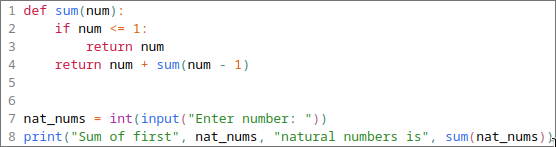 1 def sum(num):
2     if num <= 1:
3         return num
4     return num + sum(num - 1)
5
6
7 nat_nums = int(input("Enter number: "))
8 print("Sum of first", nat_nums, "natural numbers is", sum(nat_nums))